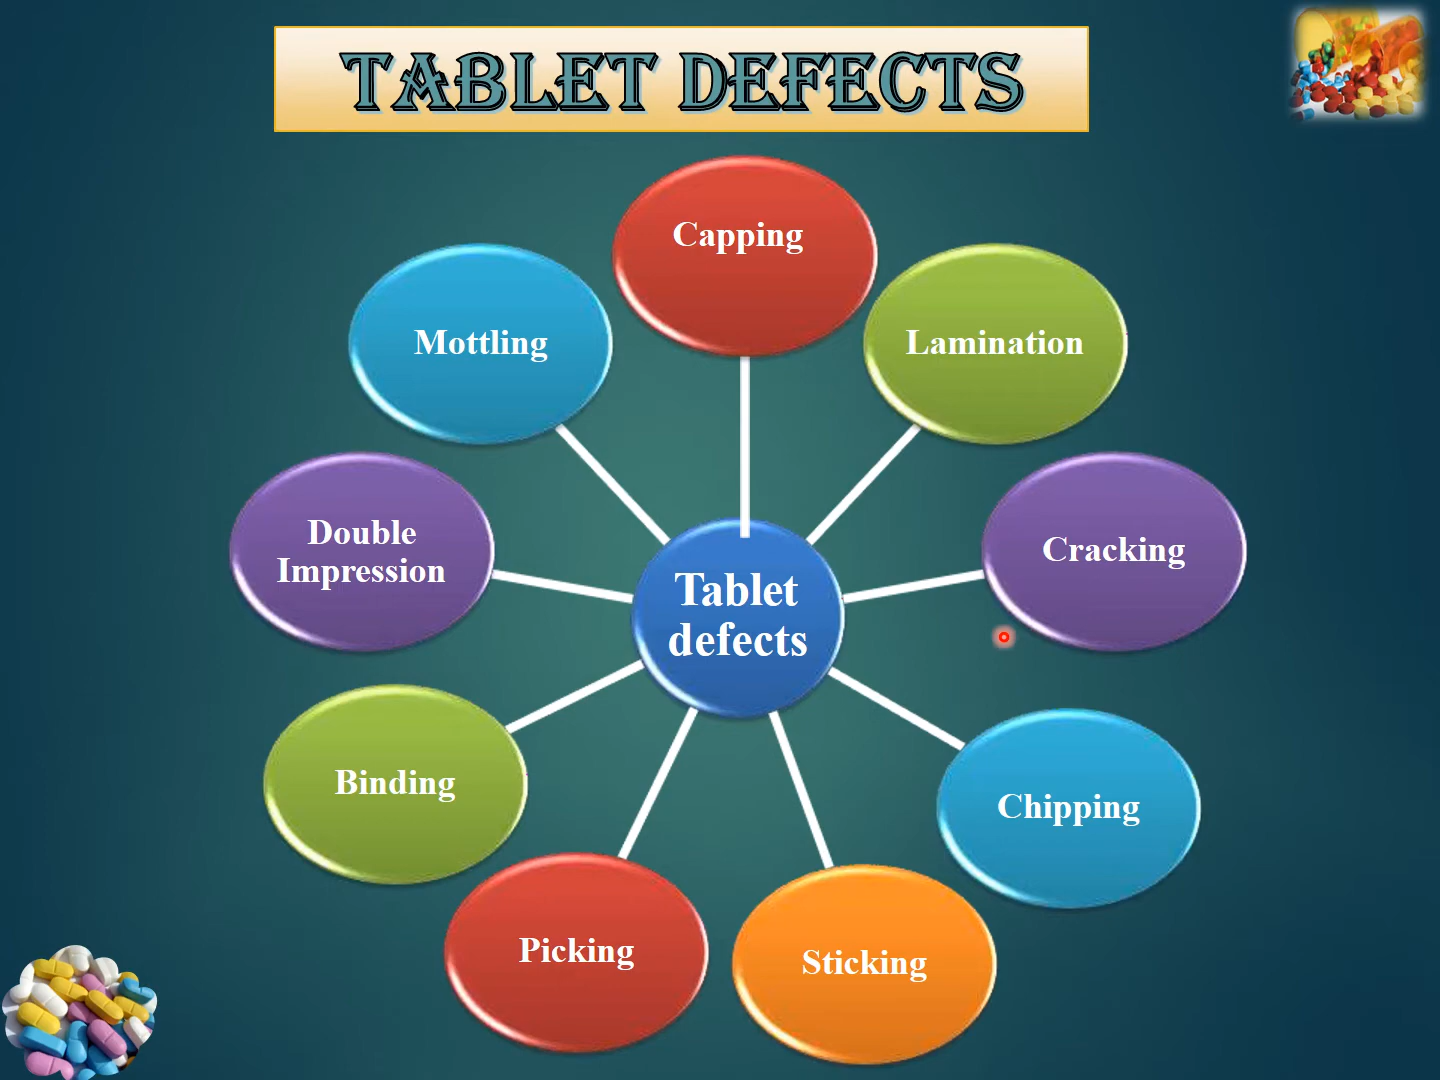 TABLET DEFECTS
Capping
Lamination
Cracking
Chipping
Sticking
Picking
Binding
Double
Impression
Mottling
Tablet
defects